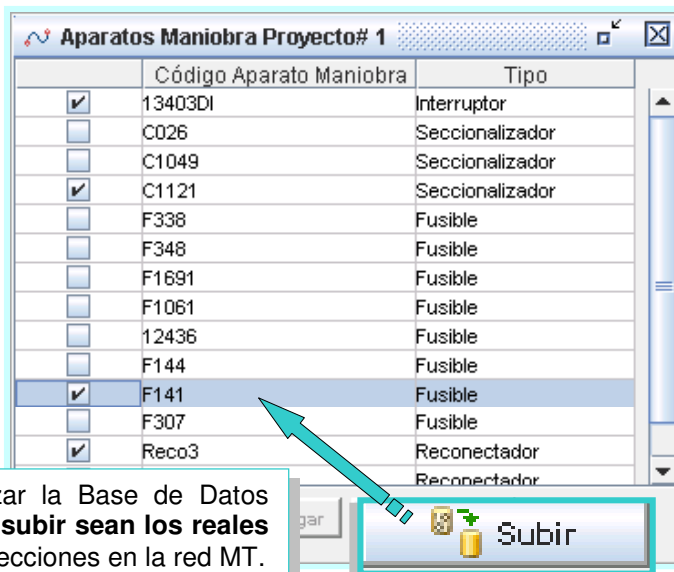 Aparatos Maniobra Proyecto# 1
Código Aparato Maniobra Tipo
13403DI Interruptor
C026 Seccionalizador
C1049 Seccionalizador
C1121 Seccionalizador
F338 Fusible
F348 Fusible
F1691 Fusible
F1061 Fusible
12436 Fusible
F144 Fusible
F141 Fusible
F307 Fusible
Reco3 Reconectador
Reconectador
zar la Base de Datos
subir sean los reales
ecciones en la red MT.
gar
Subir